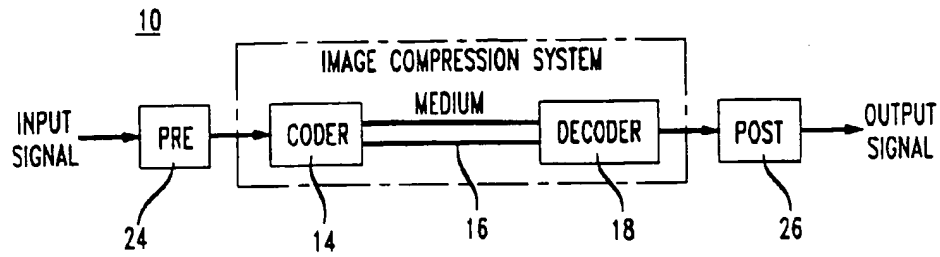 10
IMAGE COMPRESSION SYSTEM
MEDIUM
INPUT
SIGNAL
PRE
CODER
DECODER
POST
OUTPUT
SIGNAL
24
14
16
18
26